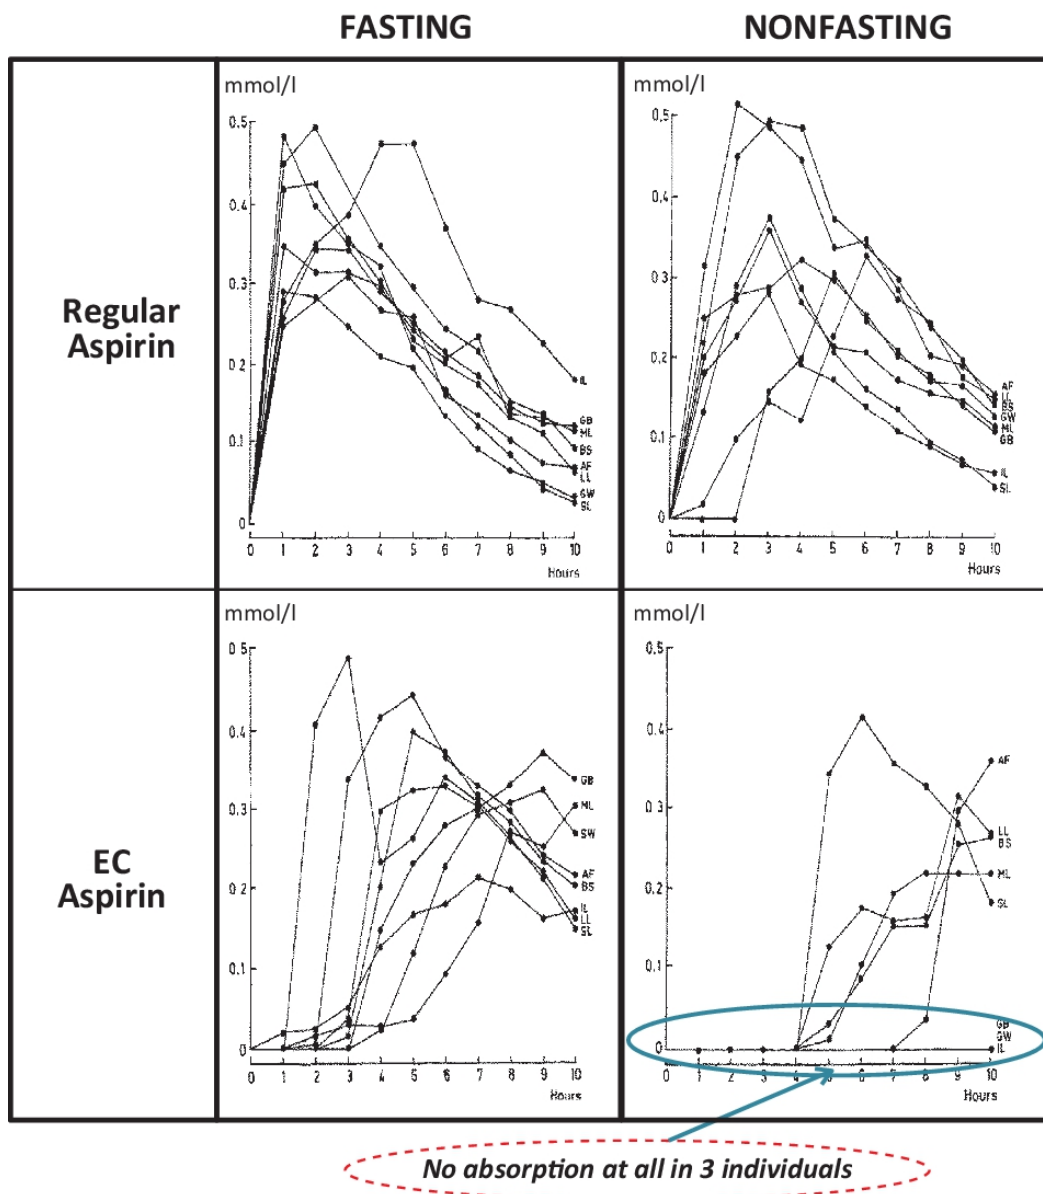 FASTING
NONFASTING
Regular
Aspirin
mmol/l
0.5
0.4
0.3
0.2
0.1
0
0 1 2 3 4 5 6 7 8 9 10
Hours
IL
GB
ML
BS
AF
LL
GW
SL
mmol/l
0.5
0.4
0.3
0.2
0.1
0
0 1 2 3 4 5 6 7 8 9 10
Hours
AF
LL
BS
GW
ML
GB
IL
SL
EC
Aspirin
mmol/l
0.5
0.4
0.3
0.2
0.1
0
0 1 2 3 4 5 6 7 8 9 10
Hours
GB
ML
SW
AF
BS
IL
LL
SL
mmol/l
0.5
0.4
0.3
0.2
0.1
0
0 1 2 3 4 5 6 7 8 9 10
Hours
AF
LL
BS
ML
SL
GB
GW
IL
No absorption at all in 3 individuals